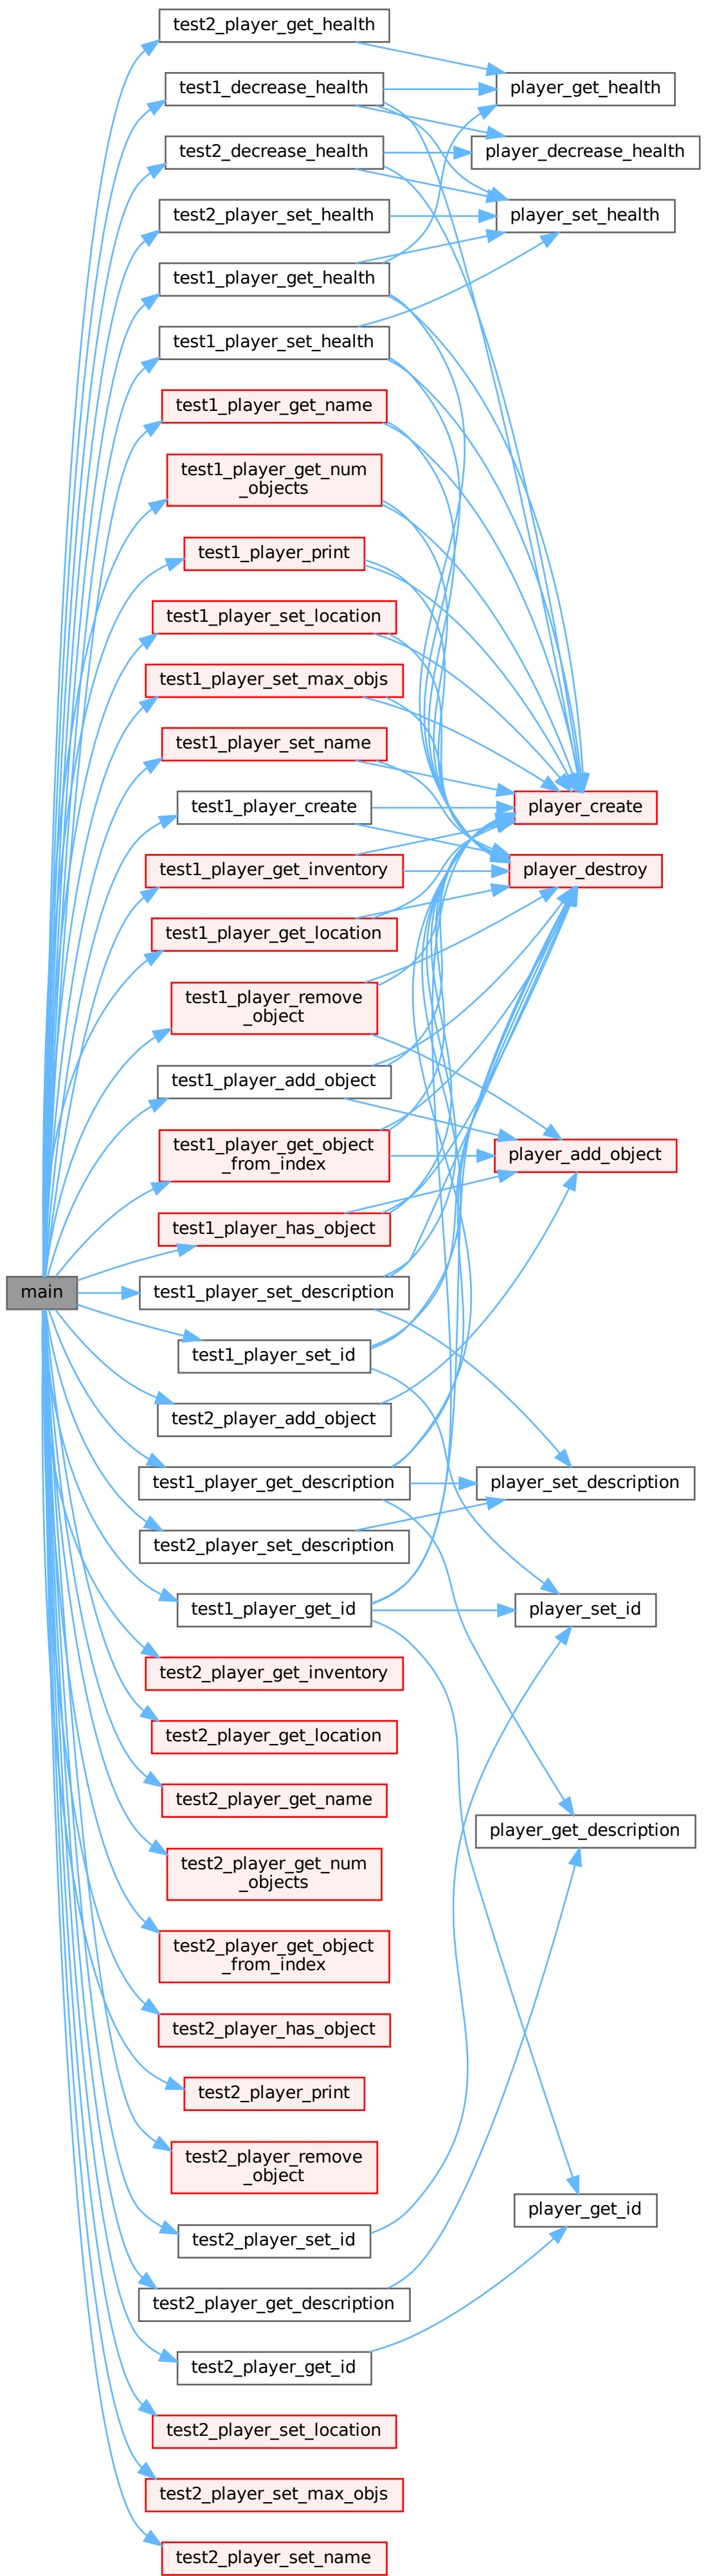 test2_player_get_health
test1_decrease_health
player_get_health
test2_decrease_health
player_decrease_health
test2_player_set_health
player_set_health
test1_player_get_health
test1_player_set_health
test1_player_get_name
test1_player_get_num
_objects
test1_player_print
test1_player_set_location
test1_player_set_max_objs
test1_player_set_name
test1_player_create
player_create
test1_player_get_inventory
player_destroy
test1_player_get_location
test1_player_remove
_object
test1_player_add_object
test1_player_get_object
_from_index
player_add_object
test1_player_has_object
main
test1_player_set_description
test1_player_set_id
test2_player_add_object
test1_player_get_description
player_set_description
test2_player_set_description
test1_player_get_id
player_set_id
test2_player_get_inventory
test2_player_get_location
test2_player_get_name
player_get_description
test2_player_get_num
_objects
test2_player_get_object
_from_index
test2_player_has_object
test2_player_print
test2_player_remove
_object
player_get_id
test2_player_set_id
test2_player_get_description
test2_player_get_id
test2_player_set_location
test2_player_set_max_objs
test2_player_set_name